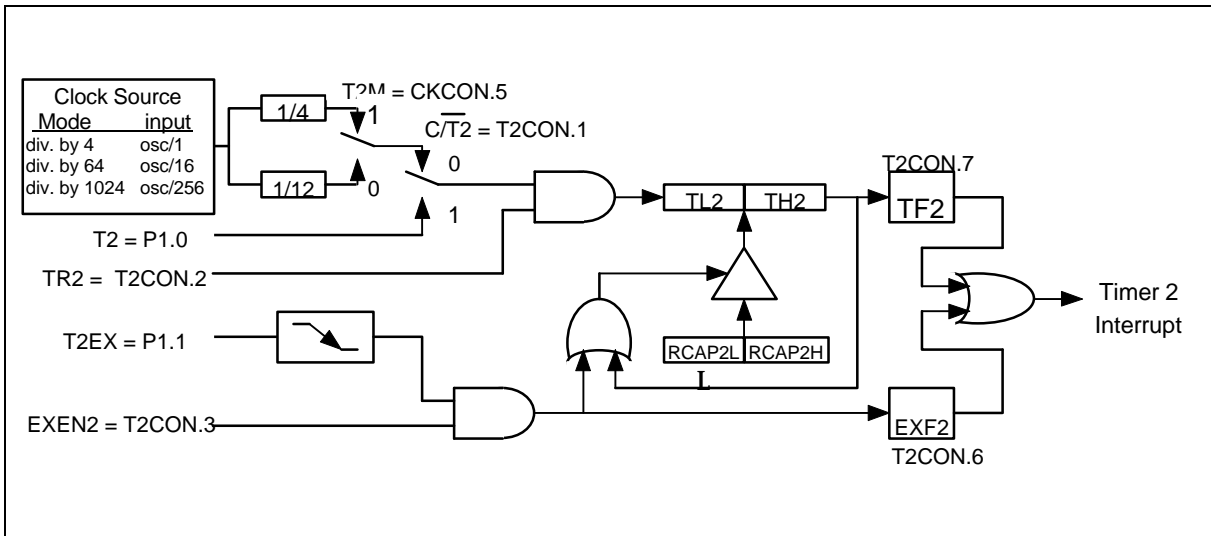 Clock Source
Mode input
div. by 4 osc/1
div. by 64 osc/16
div. by 1024 osc/256
1/4
1/12
T2M = CKCON.5
1
0
C/T2 = T2CON.1
0
1
T2 = P1.0
TR2 = T2CON.2
TL2 TH2
T2CON.7
TF2
Timer 2
Interrupt
T2EX = P1.1
RCAP2L RCAP2H
L
EXEN2 = T2CON.3
EXF2
T2CON.6